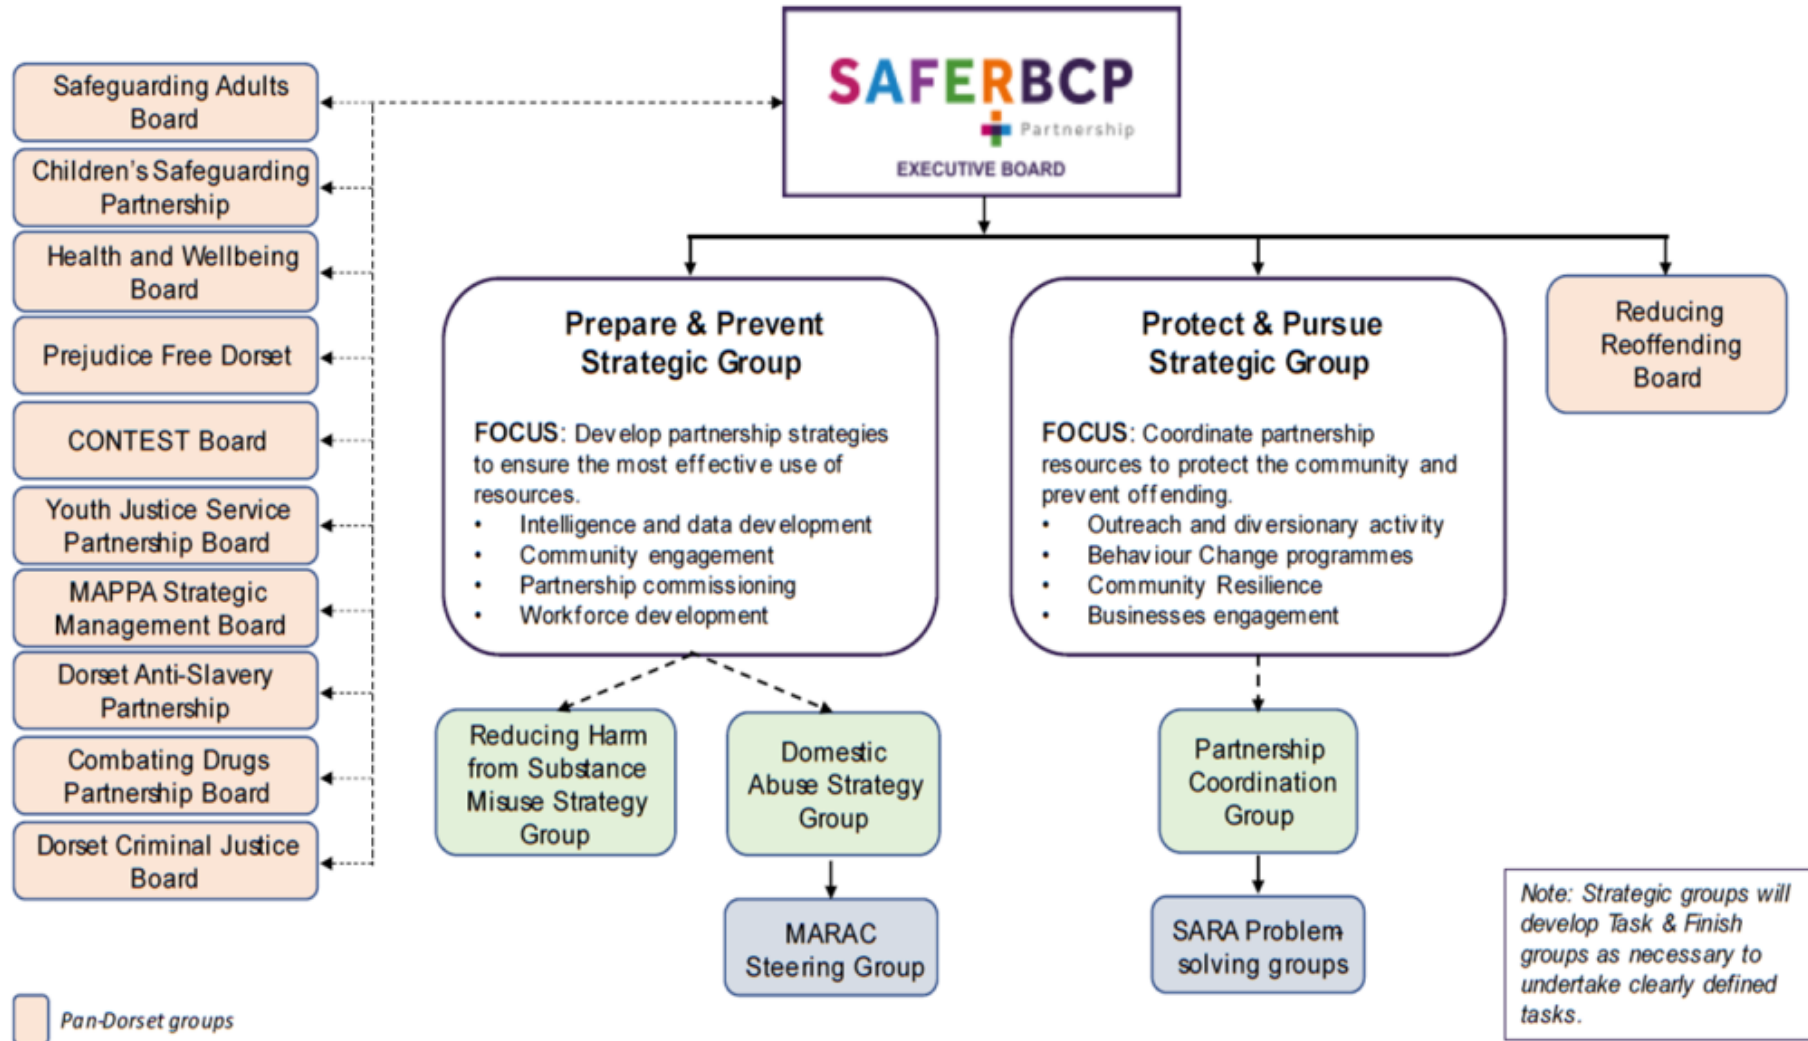 SAFERBCP
Partnership
EXECUTIVE BOARD
Safeguarding Adults
Board
Children's Safeguarding
Partnership
Health and Wellbeing
Board
Prejudice Free Dorset
CONTEST Board
Youth Justice Service
Partnership Board
MAPPA Strategic
Management Board
Dorset Anti-Slavery
Partnership
Combating Drugs
Partnership Board
Dorset Criminal Justice
Board
Prepare & Prevent
Strategic Group
FOCUS: Develop partnership strategies
to ensure the most effective use of
resources.
• Intelligence and data development
• Community engagement
• Partnership commissioning
• Workforce development
Protect & Pursue
Strategic Group
FOCUS: Coordinate partnership
resources to protect the community and
prevent offending.
• Outreach and diversionary activity
• Behaviour Change programmes
• Community Resilience
• Businesses engagement
Reducing
Reoffending
Board
Reducing Harm
from Substance
Misuse Strategy
Group
Domestic
Abuse Strategy
Group
Partnership
Coordination
Group
MARAC
Steering Group
SARA Problem-
solving groups
Note: Strategic groups will
develop Task & Finish
groups as necessary to
undertake clearly defined
tasks.
Pan-Dorset groups